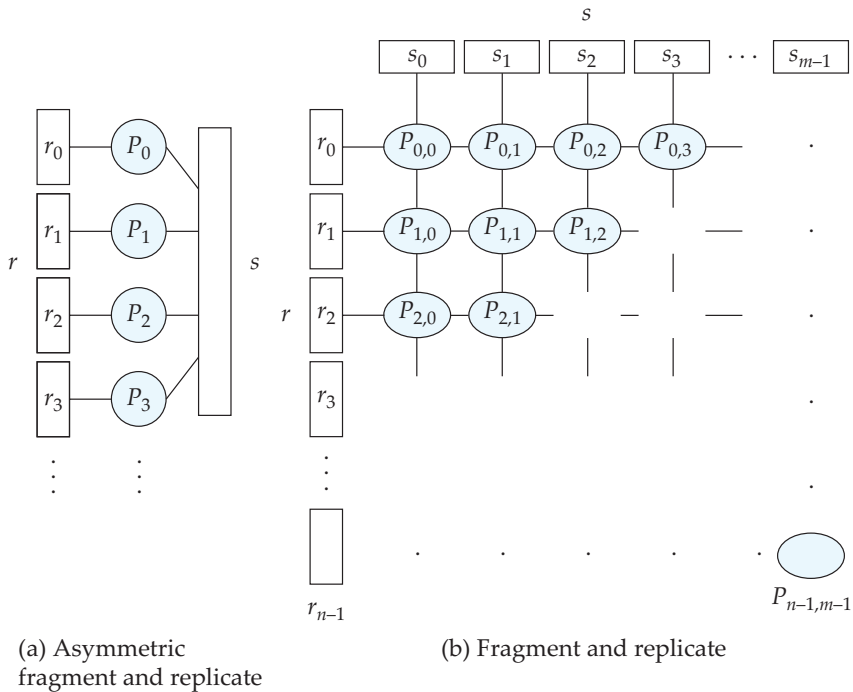 s
s0 s1 s2 s3 ... sm–1
r0 P0
r1 P1
r
r2 P2
r3 P3
s
r0 P0,0 P0,1 P0,2 P0,3
r1 P1,0 P1,1 P1,2
r
r2 P2,0 P2,1
r3
rn–1
Pn–1,m–1
(a) Asymmetric
fragment and replicate
(b) Fragment and replicate